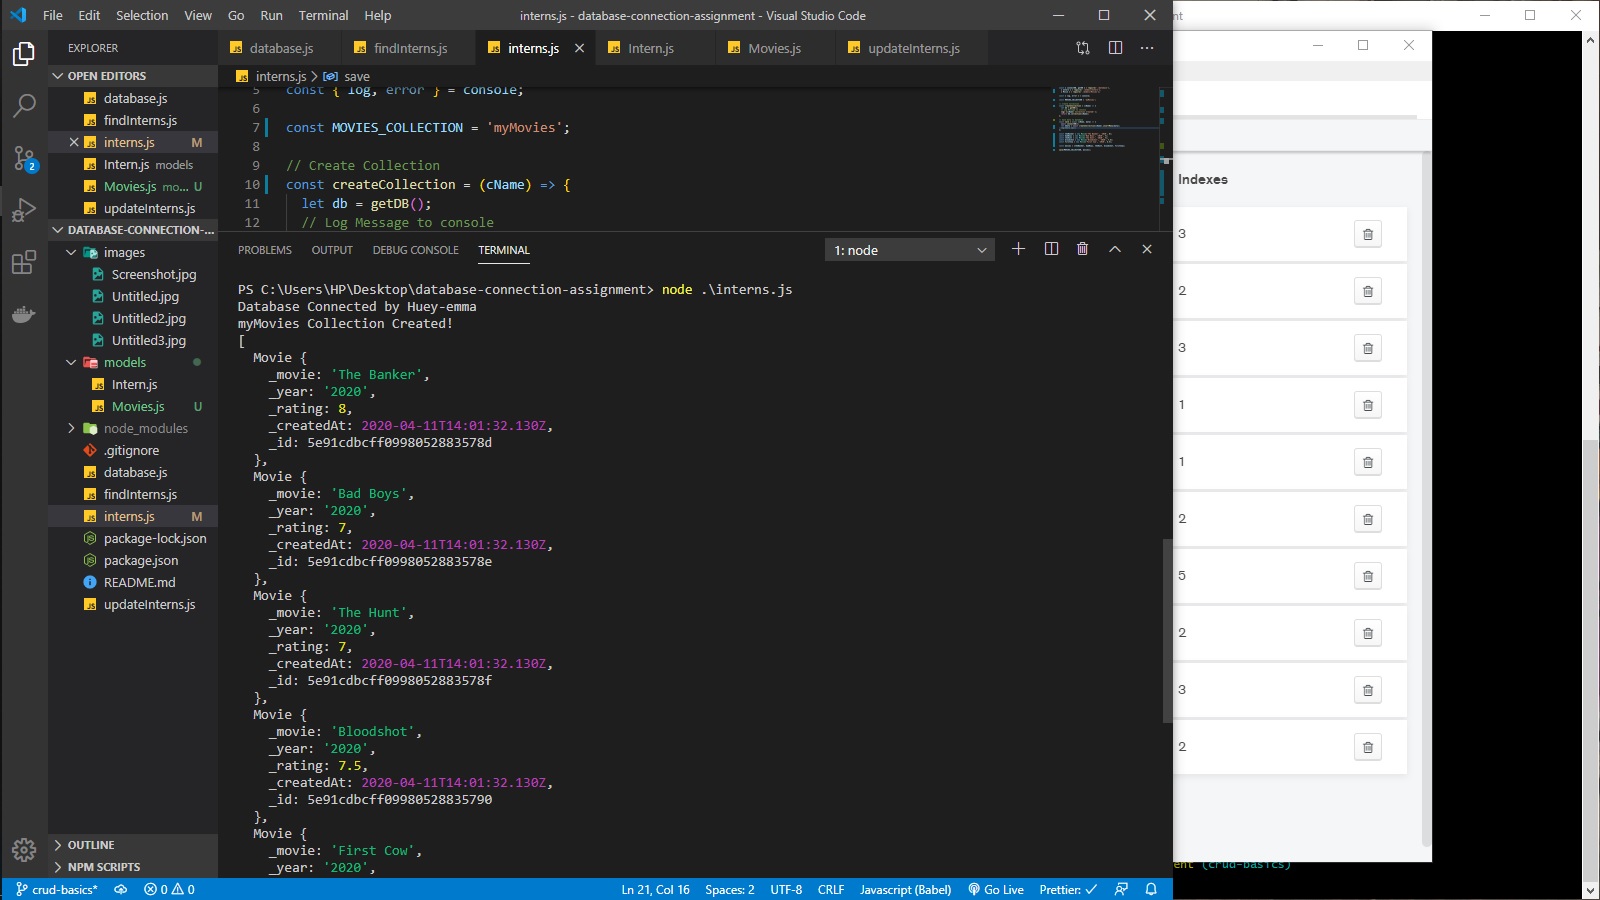 File Edit Selection View Go Run Terminal Help
interns.js - database-connection-assignment - Visual Studio Code
nt
EXPLORER
OPEN EDITORS
database.js
findInterns.js
interns.js M
Intern.js models
Movies.js mo... U
updateInterns.js
2
DATABASE-CONNECTION-...
images
Screenshot.jpg
Untitled.jpg
Untitled2.jpg
Untitled3.jpg
models
Intern.js
Movies.js U
node_modules
.gitignore
database.js
findInterns.js
interns.js M
package-lock.json
package.json
README.md
updateInterns.js
OUTLINE
NPM SCRIPTS
database.js findInterns.js interns.js Intern.js Movies.js updateInterns.js
interns.js > save
5 const { log, error } = console;
6
7 const MOVIES_COLLECTION = 'myMovies';
8
9 // Create Collection
10 const createCollection = (cName) => {
11 let db = getDB();
12 // Log Message to console
PROBLEMS OUTPUT DEBUG CONSOLE TERMINAL 1: node
PS C:\Users\HP\Desktop\database-connection-assignment> node .\interns.js
Database Connected by Huey-emma
myMovies Collection Created!
[
Movie {
_movie: 'The Banker',
_year: '2020',
_rating: 8,
_createdAt: 2020-04-11T14:01:32.130Z,
_id: 5e91cdbcff0998052883578d
},
Movie {
_movie: 'Bad Boys',
_year: '2020',
_rating: 7,
_createdAt: 2020-04-11T14:01:32.130Z,
_id: 5e91cdbcff0998052883578e
},
Movie {
_movie: 'The Hunt',
_year: '2020',
_rating: 7,
_createdAt: 2020-04-11T14:01:32.130Z,
_id: 5e91cdbcff0998052883578f
},
Movie {
_movie: 'Bloodshot',
_year: '2020',
_rating: 7.5,
_createdAt: 2020-04-11T14:01:32.130Z,
_id: 5e91cdbcff09980528835790
},
Movie {
_movie: 'First Cow',
_year: '2020',
Indexes
3
2
3
1
1
2
5
2
3
2
ent (crud-basics)
crud-basics* 0 0 Ln 21, Col 16 Spaces: 2 UTF-8 CRLF Javascript (Babel) Go Live Prettier: ✓